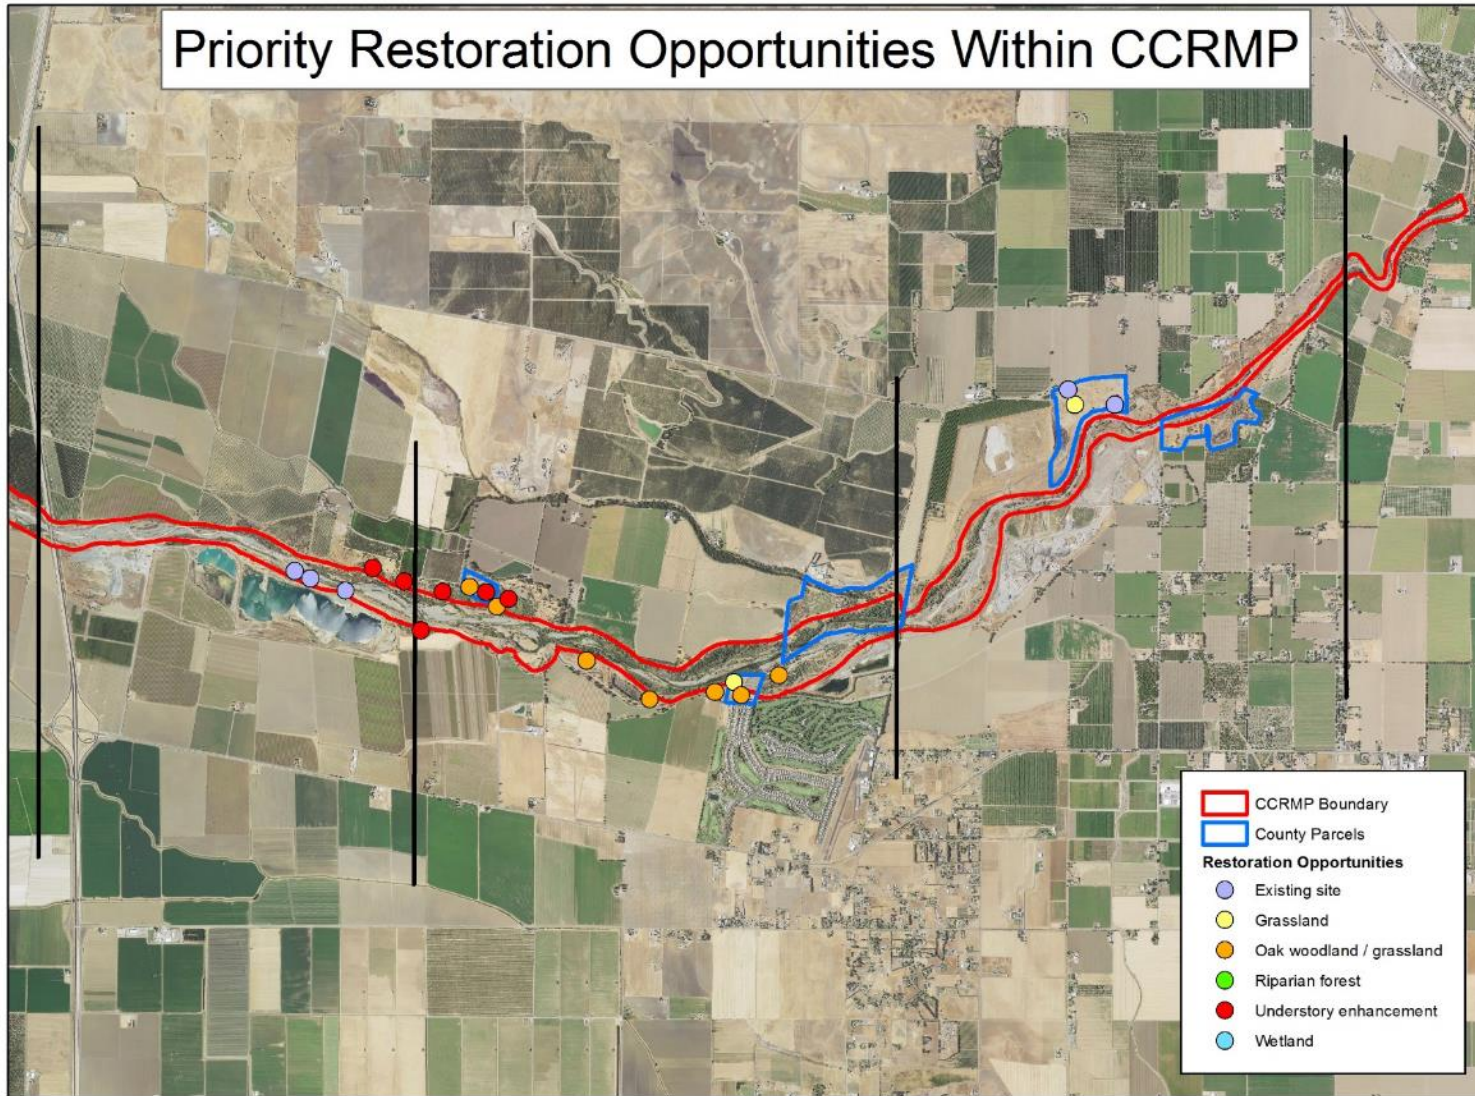 Priority Restoration Opportunities Within CCRMP
CCRMP Boundary
County Parcels
Restoration Opportunities
Existing site
Grassland
Oak woodland / grassland
Riparian forest
Understory enhancement
Wetland